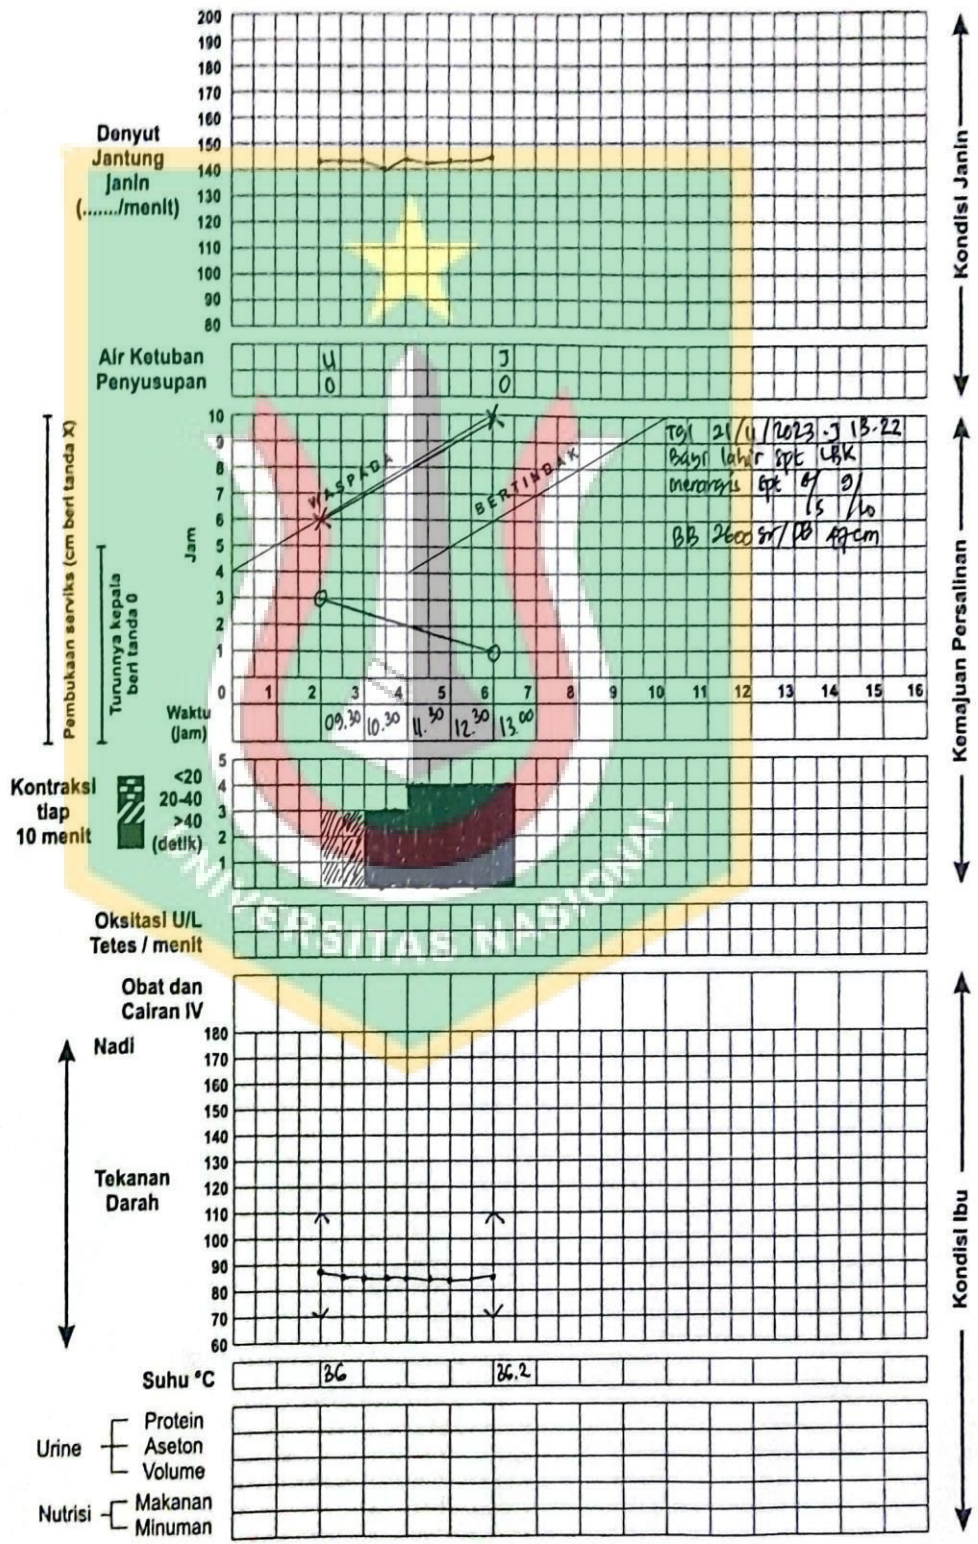 200
190
180
170
160
150
140
130
120
110
100
90
80
Denyut
Jantung
Janin
(......./menit)
Kondisi Janin
Air Ketuban
Penyusupan
U J
0 0
Pembukaan serviks (cm beri tanda X)
Turunnya kepala
beri tanda 0
Jam
10
9
8
7
6
5
4
3
2
1
WASPADA
BERTINDAK
Tgl 21/11/2023 - J 13.22
Bayi lahir spt LBK
menangis
BB 2600 gr/PB 47 cm
Kemajuan Persalinan
0 1 2 3 4 5 6 7 8 9 10 11 12 13 14 15 16
Waktu
(jam)
09.30 10.30 11.30 12.30 13.00
Kontraksi
tiap
10 menit
<20
20-40
>40
(detik)
5
4
3
2
1
UNIVERSITAS NASIONAL
Oksitasi U/L
Tetes / menit
Obat dan
Cairan IV
Nadi
Tekanan
Darah
180
170
160
150
140
130
120
110
100
90
80
70
60
Kondisi Ibu
Suhu °C 36 36.2
Urine
Protein
Aseton
Volume
Nutrisi
Makanan
Minuman